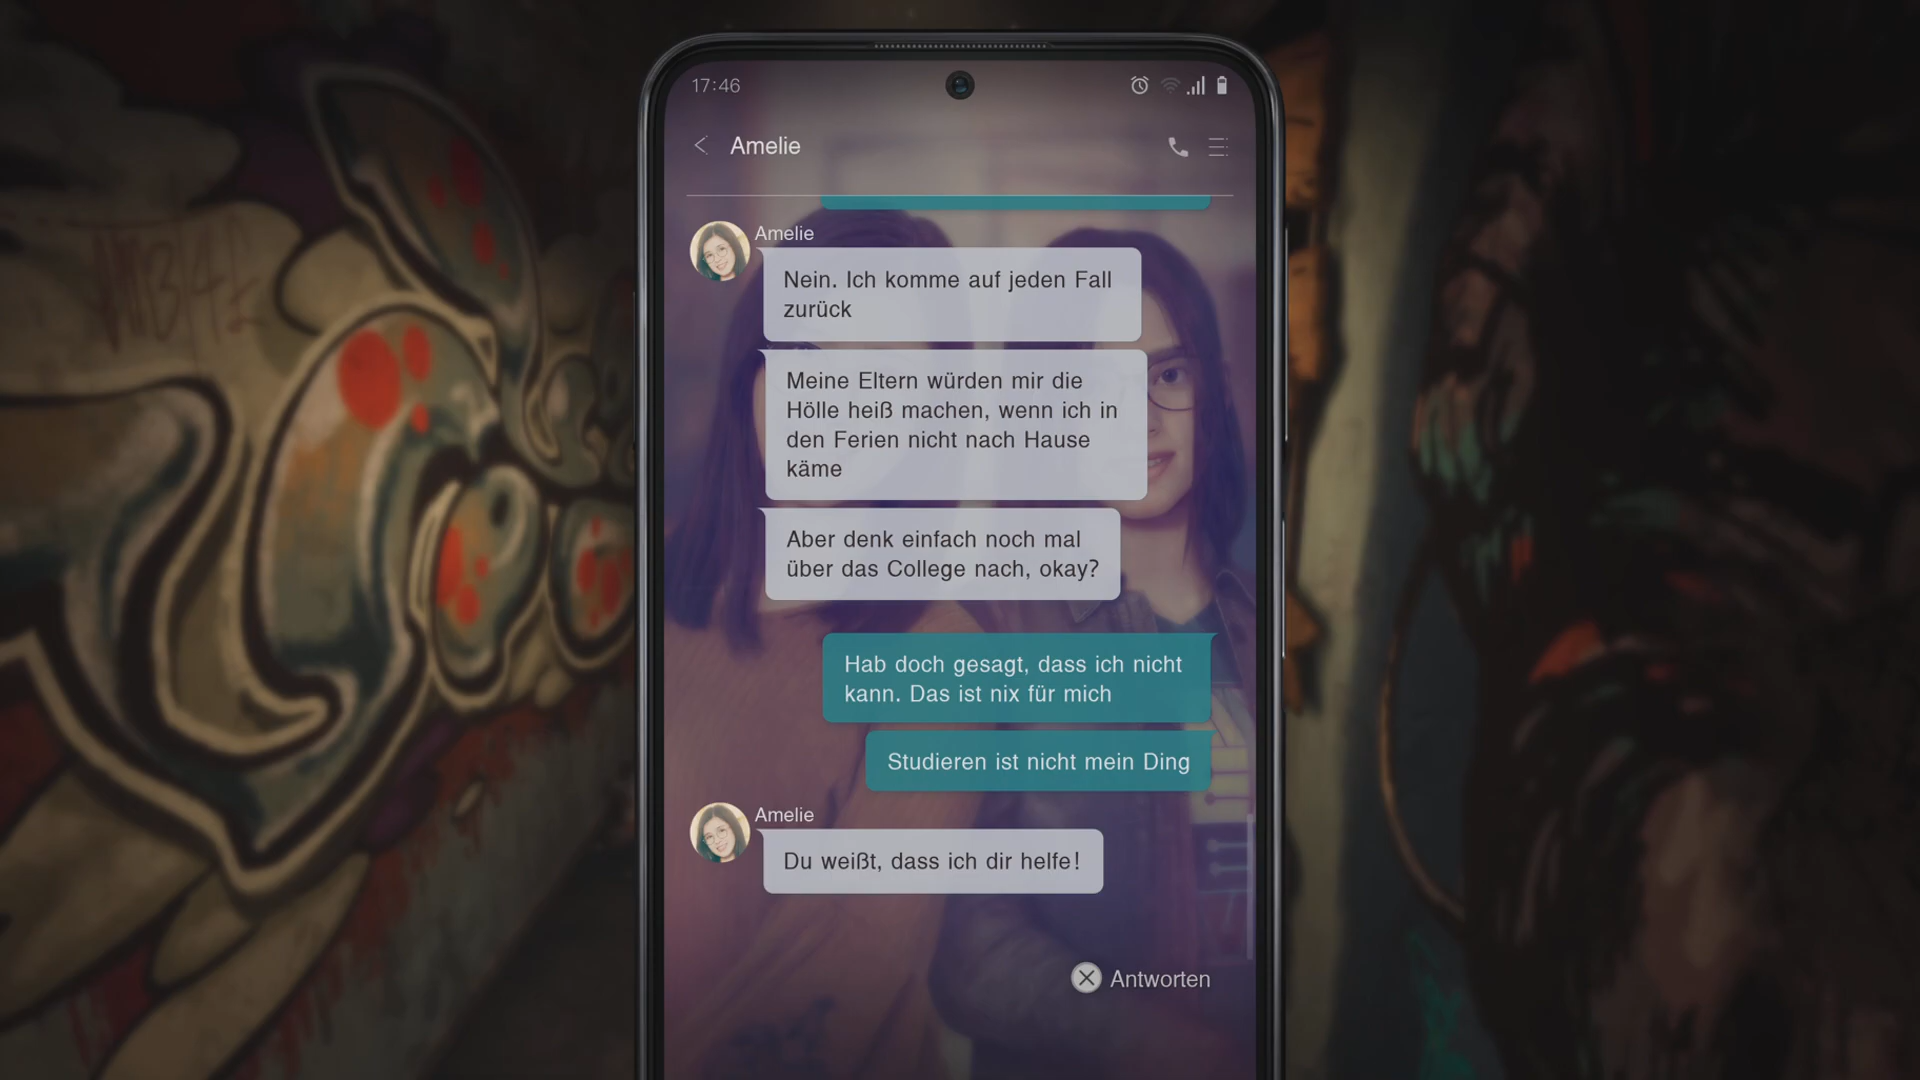 17:46
Amelie
Amelie
Nein. Ich komme auf jeden Fall
zurück
Meine Eltern würden mir die
Hölle heiß machen, wenn ich in
den Ferien nicht nach Hause
käme
Aber denk einfach noch mal
über das College nach, okay?
Hab doch gesagt, dass ich nicht
kann. Das ist nix für mich
Studieren ist nicht mein Ding
Amelie
Du weißt, dass ich dir helfe!
Antworten